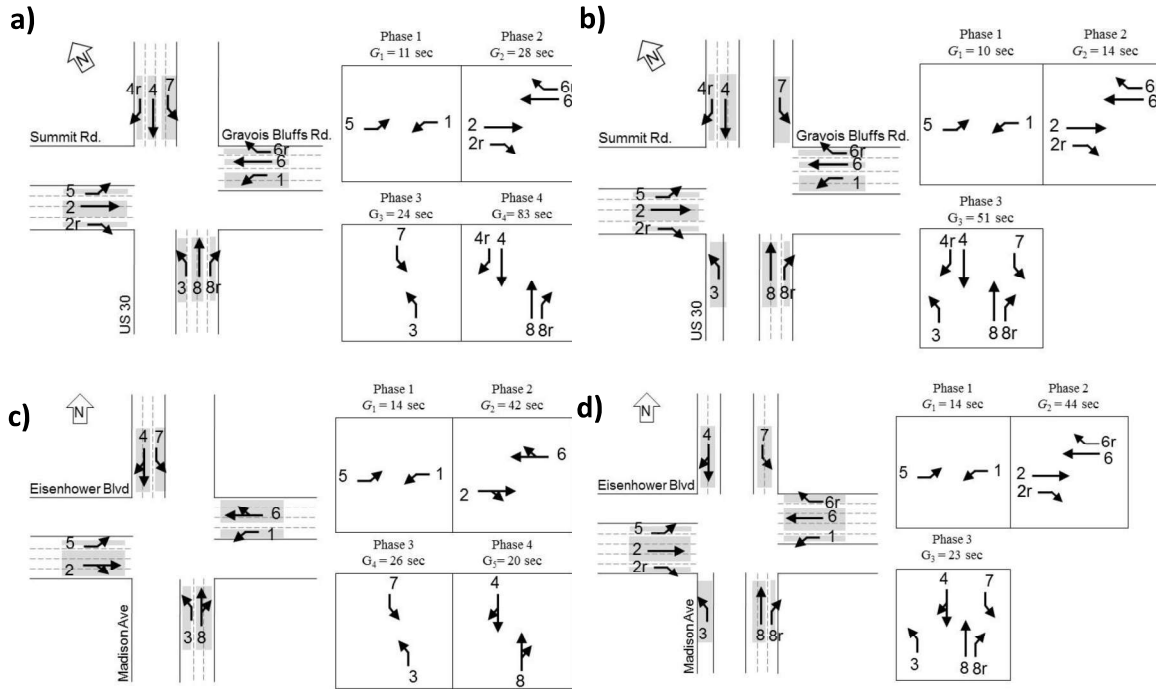 a)
N
4r 4 7
Summit Rd.
Gravois Bluffs Rd.
6r
6
1
5
2
2r
3 8 8r
US 30
Phase 1
G₁ = 11 sec
Phase 2
G₂ = 28 sec
5 1
6r
6
2
2r
Phase 3
G₃ = 24 sec
Phase 4
G₄= 83 sec
7
3
4r 4
8 8r
b)
N
4r 4 7
Summit Rd.
Gravois Bluffs Rd.
6r
6
1
5
2
2r
3 8 8r
US 30
Phase 1
G₁ = 10 sec
Phase 2
G₂ = 14 sec
5 1
6r
6
2
2r
Phase 3
G₃ = 51 sec
4r 4 7
3 8 8r
c)
N
4 7
Eisenhower Blvd
6
1
5
2
3 8
Madison Ave
Phase 1
G₁ = 14 sec
Phase 2
G₂ = 42 sec
5 1
6
2
Phase 3
G₄ = 26 sec
Phase 4
G₅ = 20 sec
7
3
4
8
d)
N
4 7
Eisenhower Blvd
6r
6
1
5
2
2r
3 8 8r
Madison Ave
Phase 1
G₁ = 14 sec
Phase 2
G₂ = 44 sec
5 1
6r
6
2
2r
Phase 3
G₃ = 23 sec
4 7
3 8 8r